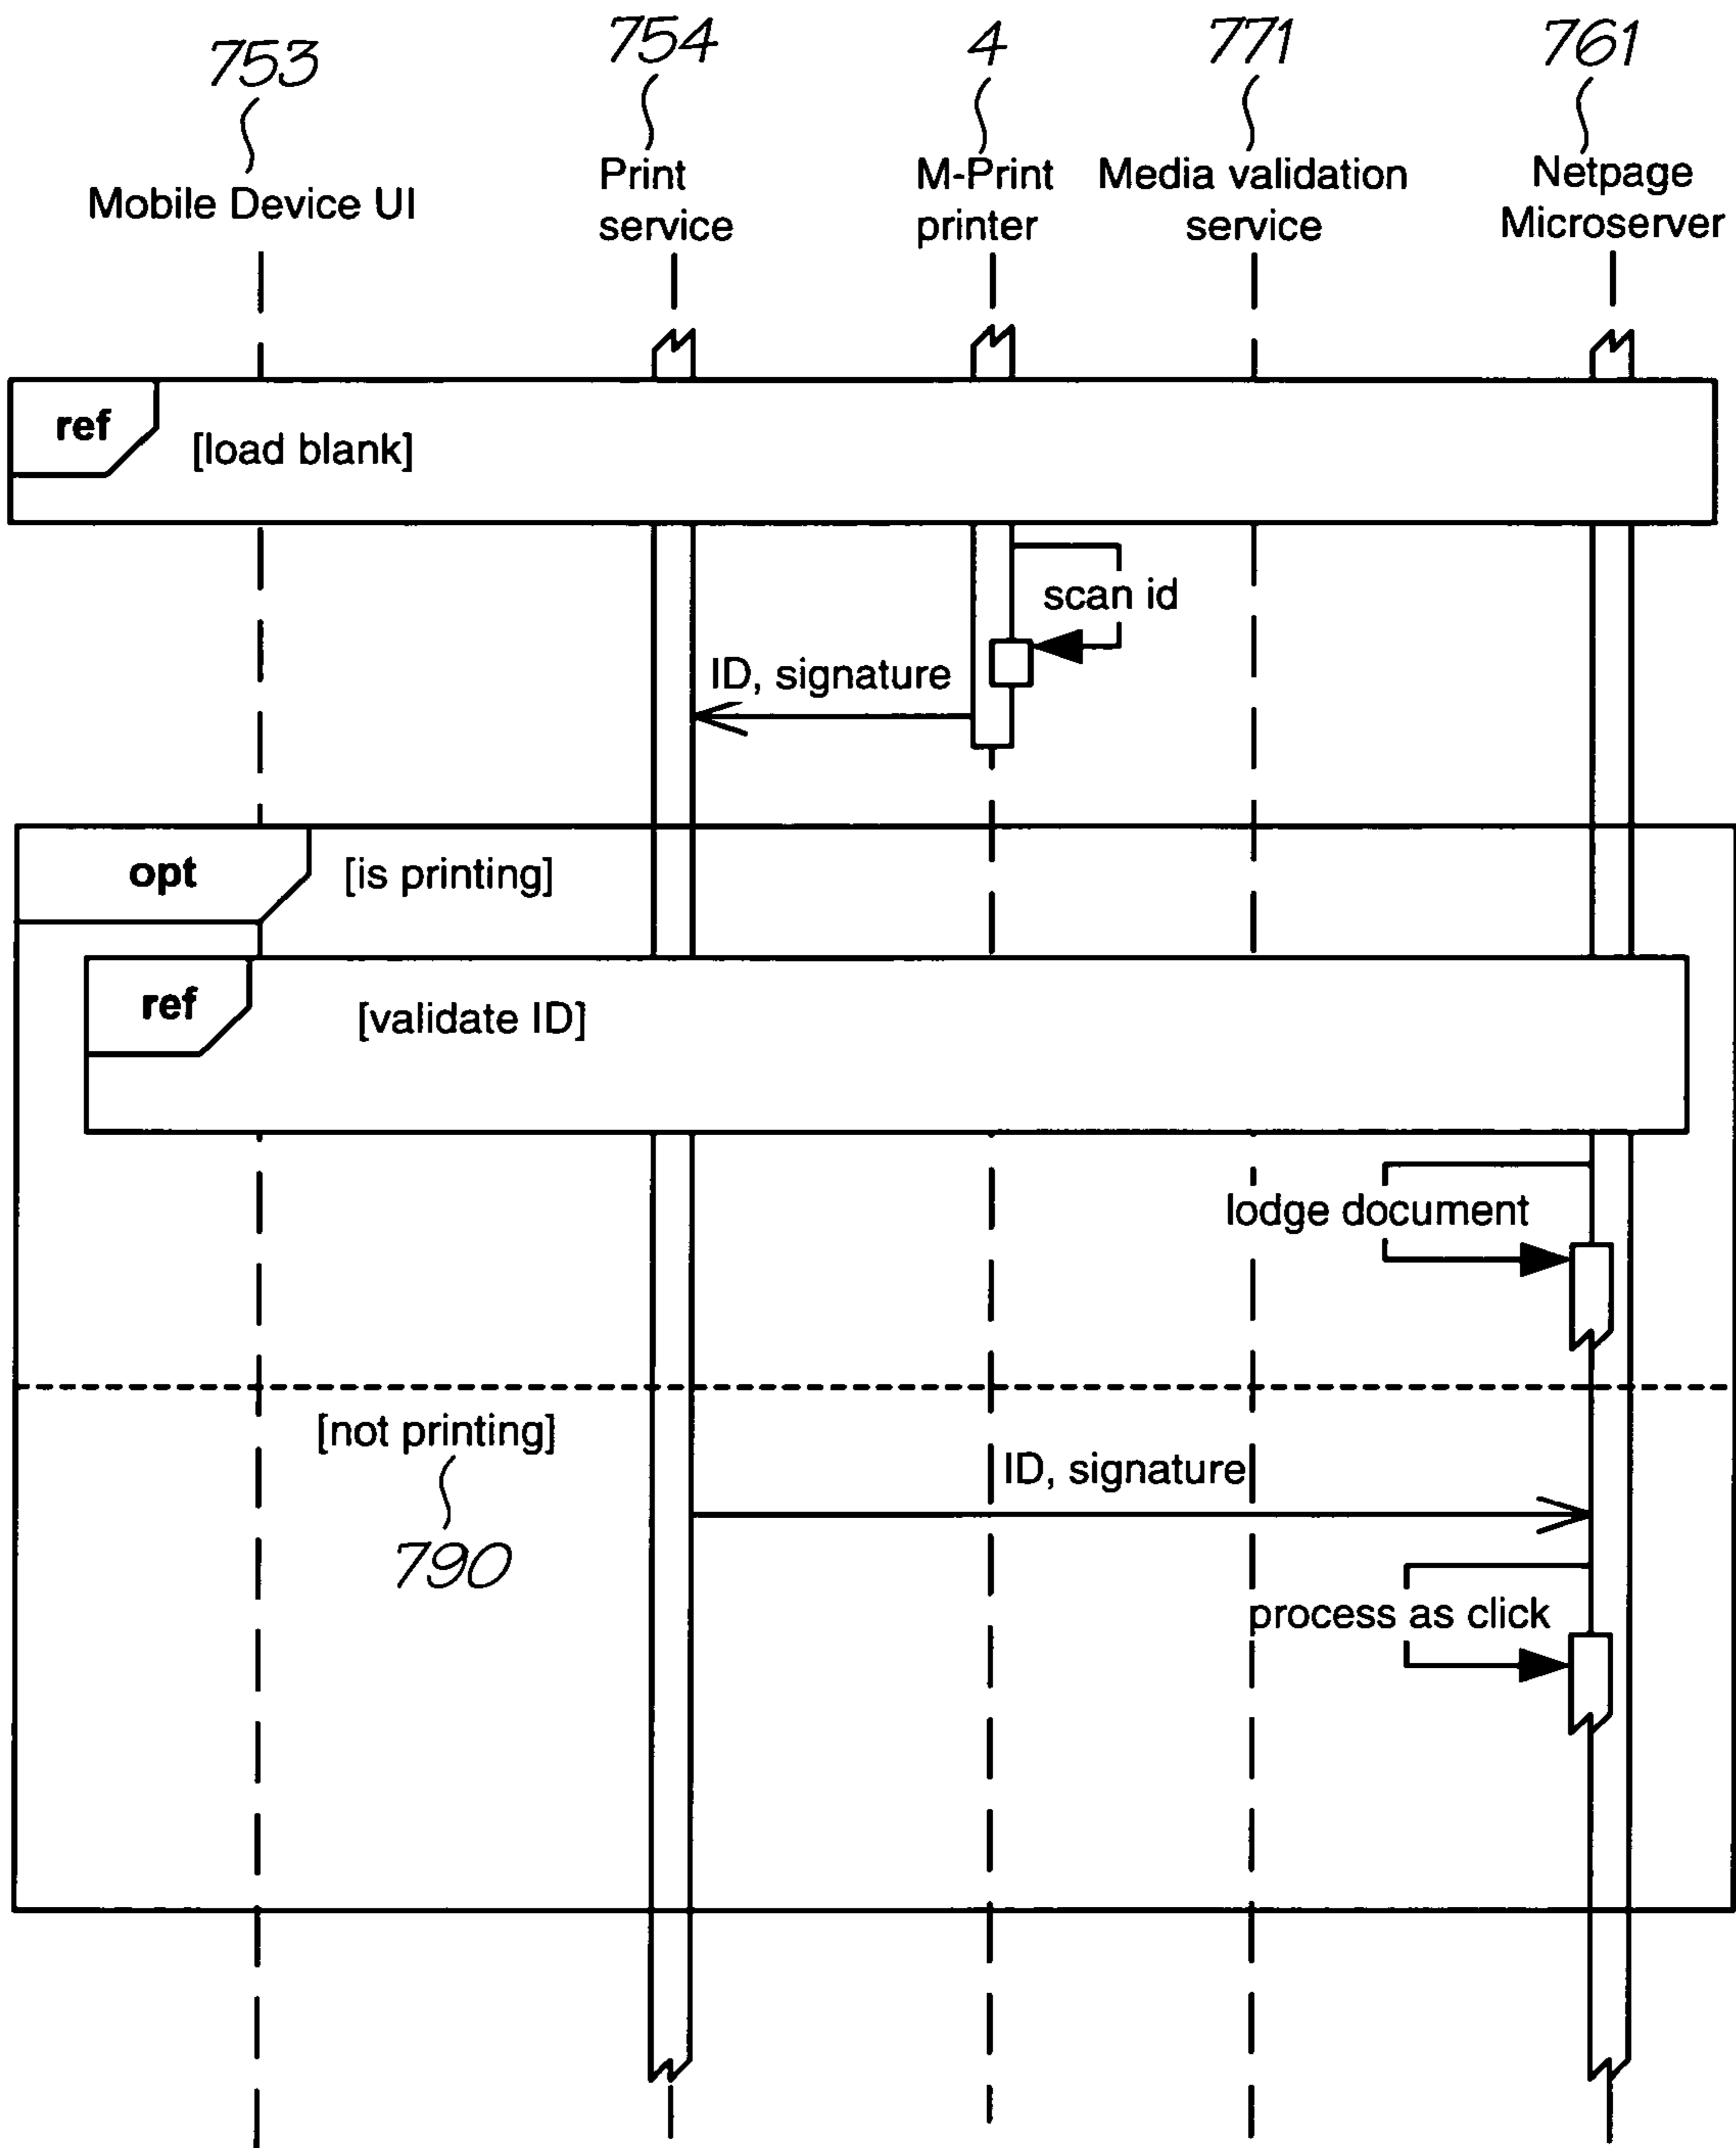 753
754
4
771
761
Mobile Device UI
Print
service
M-Print
printer
Media validation
service
Netpage
Microserver
ref
[load blank]
scan id
ID, signature
opt
[is printing]
ref
[validate ID]
lodge document
[not printing]
790
ID, signature
process as click